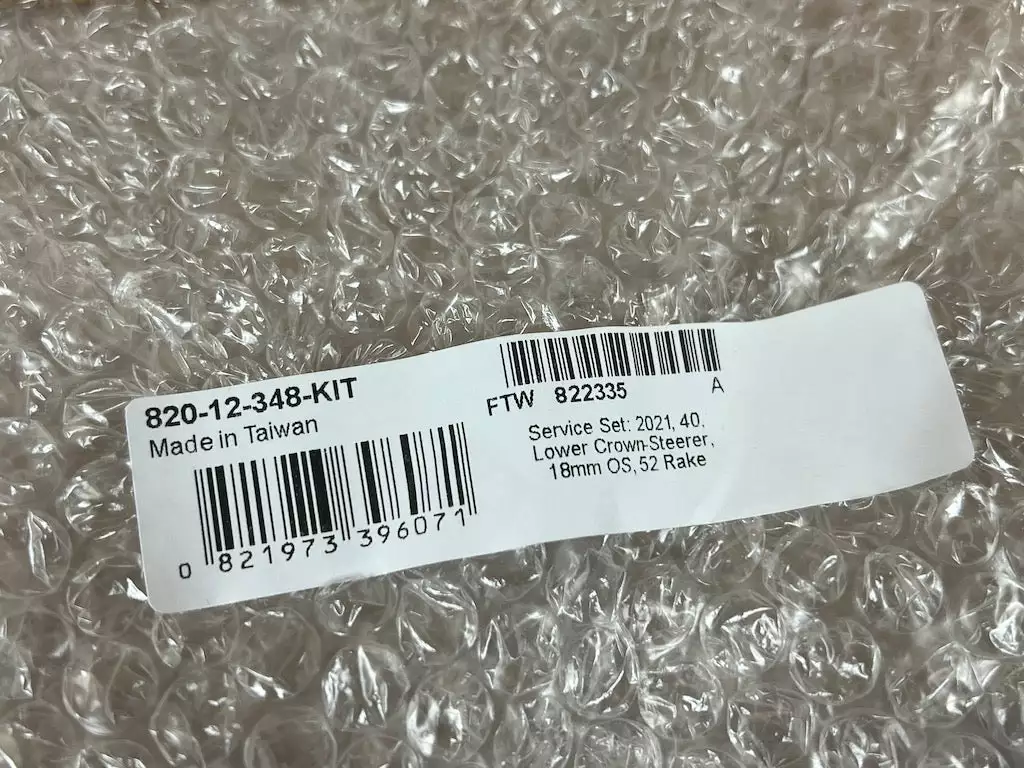 820-12-348-KIT
Made in Taiwan
0 821973 396071
FTW 822335 A
Service Set: 2021, 40,
Lower Crown-Steerer,
18mm OS, 52 Rake